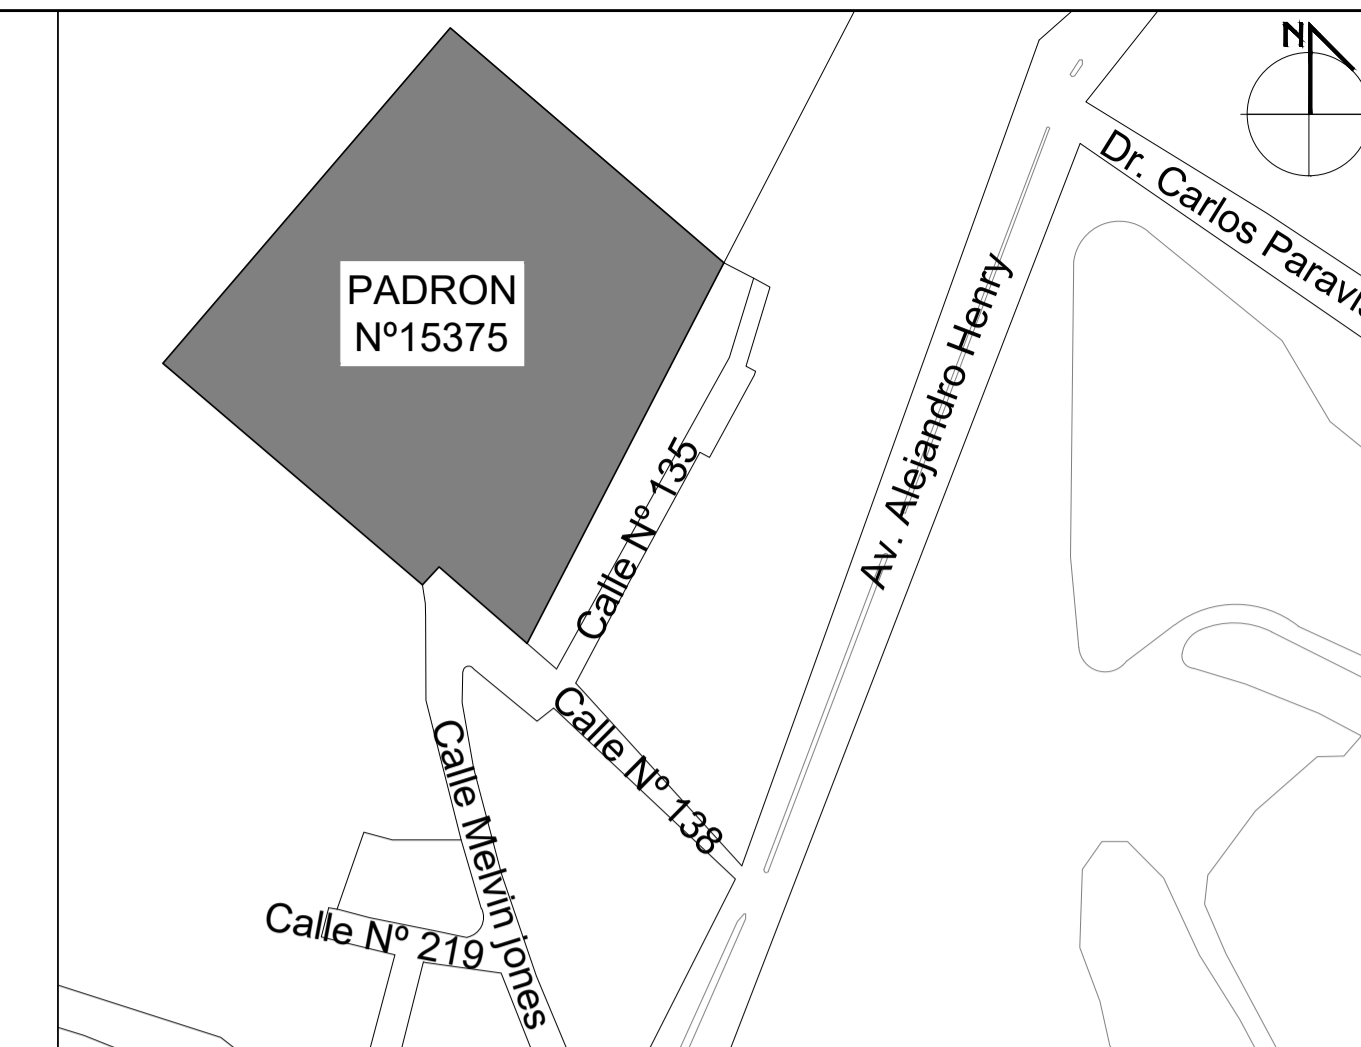 N
Dr. Carlos
PADRON
Nº15375
Av. Alejandro Henry
Calle Nº 135
Calle Nº 138
Calle Melvin jones
Calle Nº 219